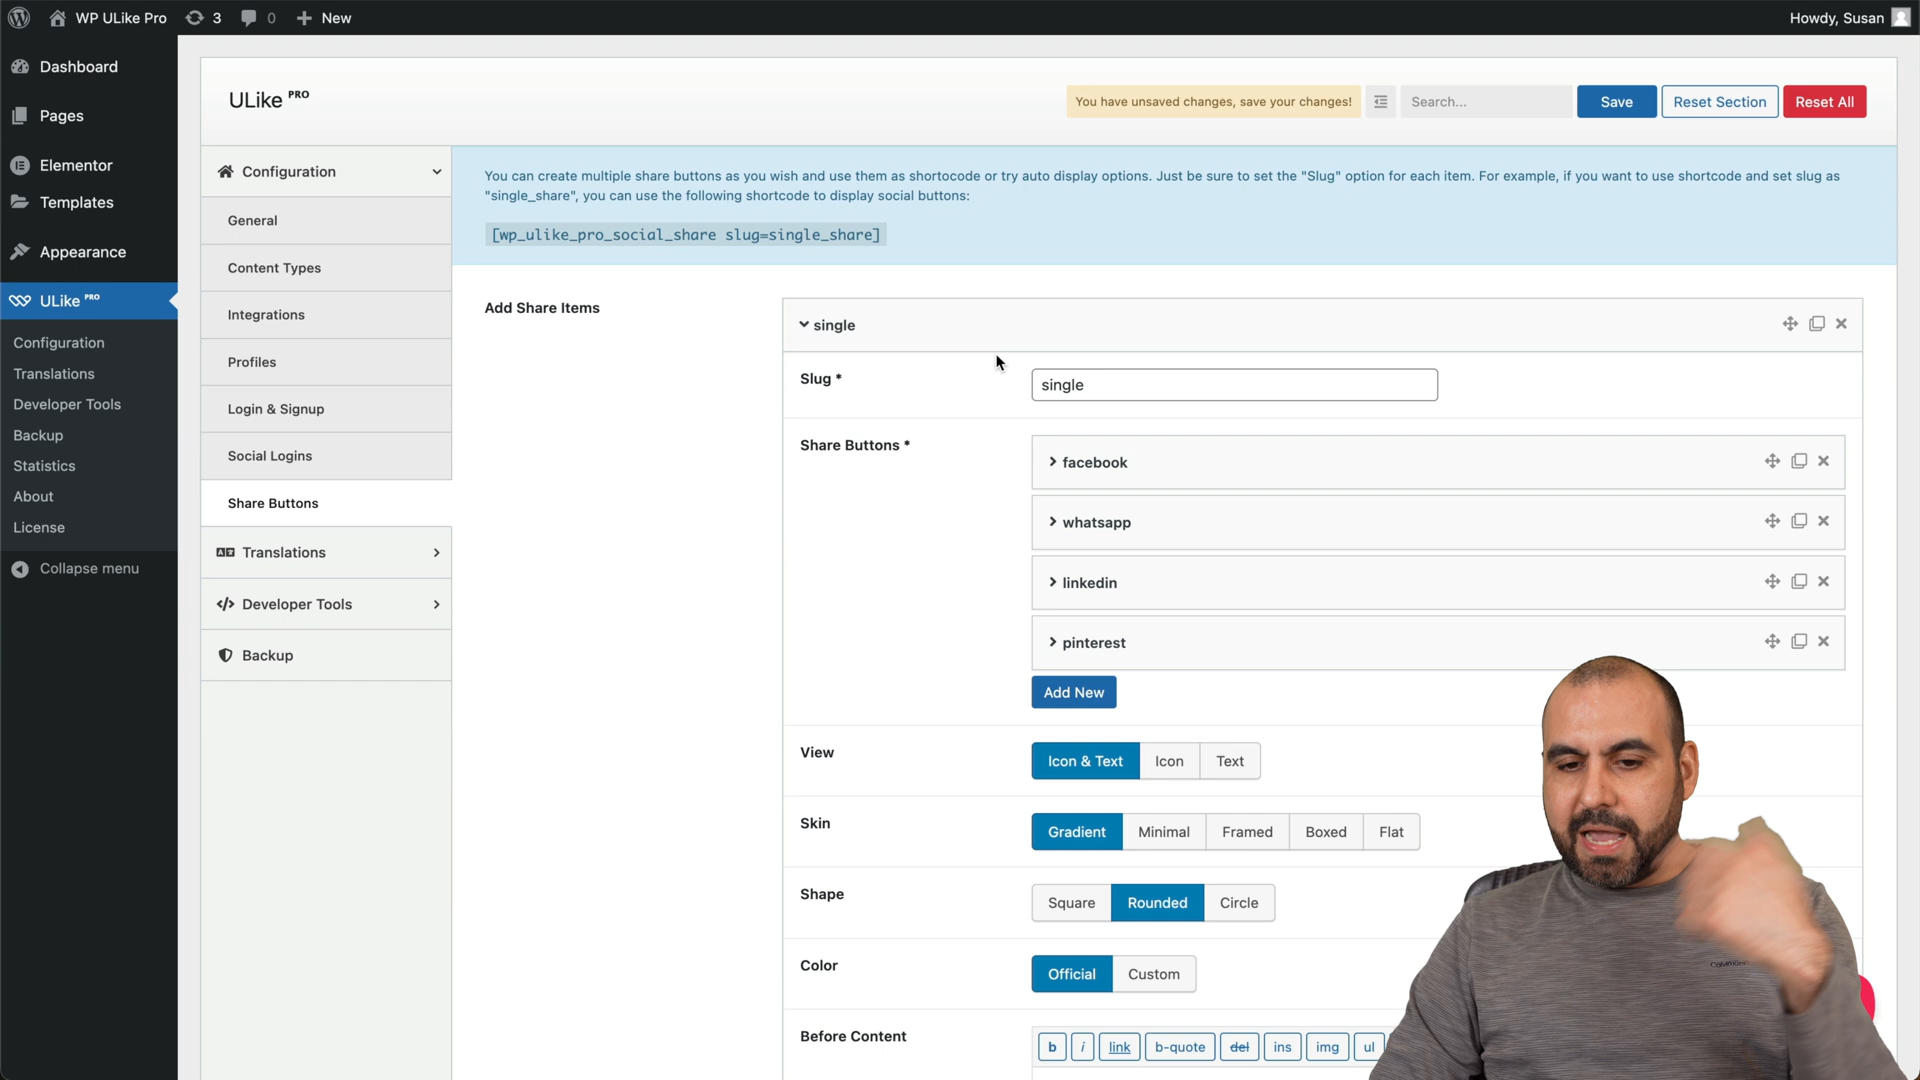 WP ULike Pro 3 0 New Howdy, Susan
Dashboard
Pages
Elementor
Templates
Appearance
ULike PRO
Configuration
Translations
Developer Tools
Backup
Statistics
About
License
Collapse menu
ULike PRO
You have unsaved changes, save your changes! Search... Save Reset Section Reset All
Configuration
General
Content Types
Integrations
Profiles
Login & Signup
Social Logins
Share Buttons
Translations
Developer Tools
Backup
You can create multiple share buttons as you wish and use them as shortocode or try auto display options. Just be sure to set the "Slug" option for each item. For example, if you want to use shortcode and set slug as
"single_share", you can use the following shortcode to display social buttons:
[wp_ulike_pro_social_share slug=single_share]
Add Share Items
single
Slug * single
Share Buttons *
facebook
whatsapp
linkedin
pinterest
Add New
View Icon & Text Icon Text
Skin Gradient Minimal Framed Boxed Flat
Shape Square Rounded Circle
Color Official Custom
Before Content b i link b-quote del ins img ul